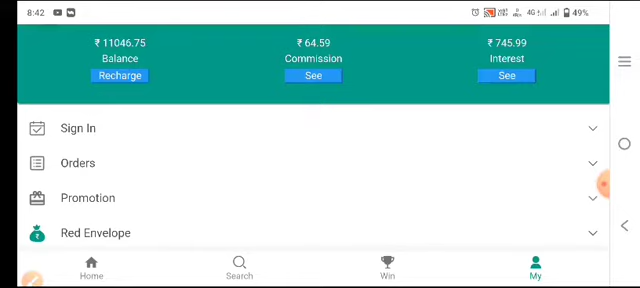 8:42 4G 49%
₹ 11046.75 ₹ 64.59 ₹ 745.99
Balance Commission Interest
Recharge See See
Sign In
Orders
Promotion
Red Envelope
Home Search Win My